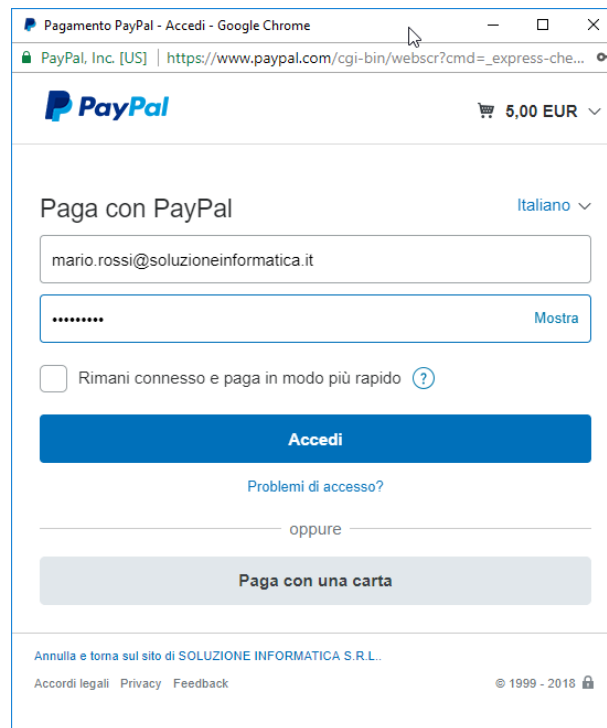 Pagamento PayPal - Accedi - Google Chrome
PayPal, Inc. [US] | https://www.paypal.com/cgi-bin/webscr?cmd=_express-che...
PayPal 5,00 EUR
Paga con PayPal Italiano
mario.rossi@soluzioneinformatica.it
••••••••• Mostra
Rimani connesso e paga in modo più rapido ?
Accedi
Problemi di accesso?
oppure
Paga con una carta
Annulla e torna sul sito di SOLUZIONE INFORMATICA S.R.L..
Accordi legali Privacy Feedback © 1999 - 2018